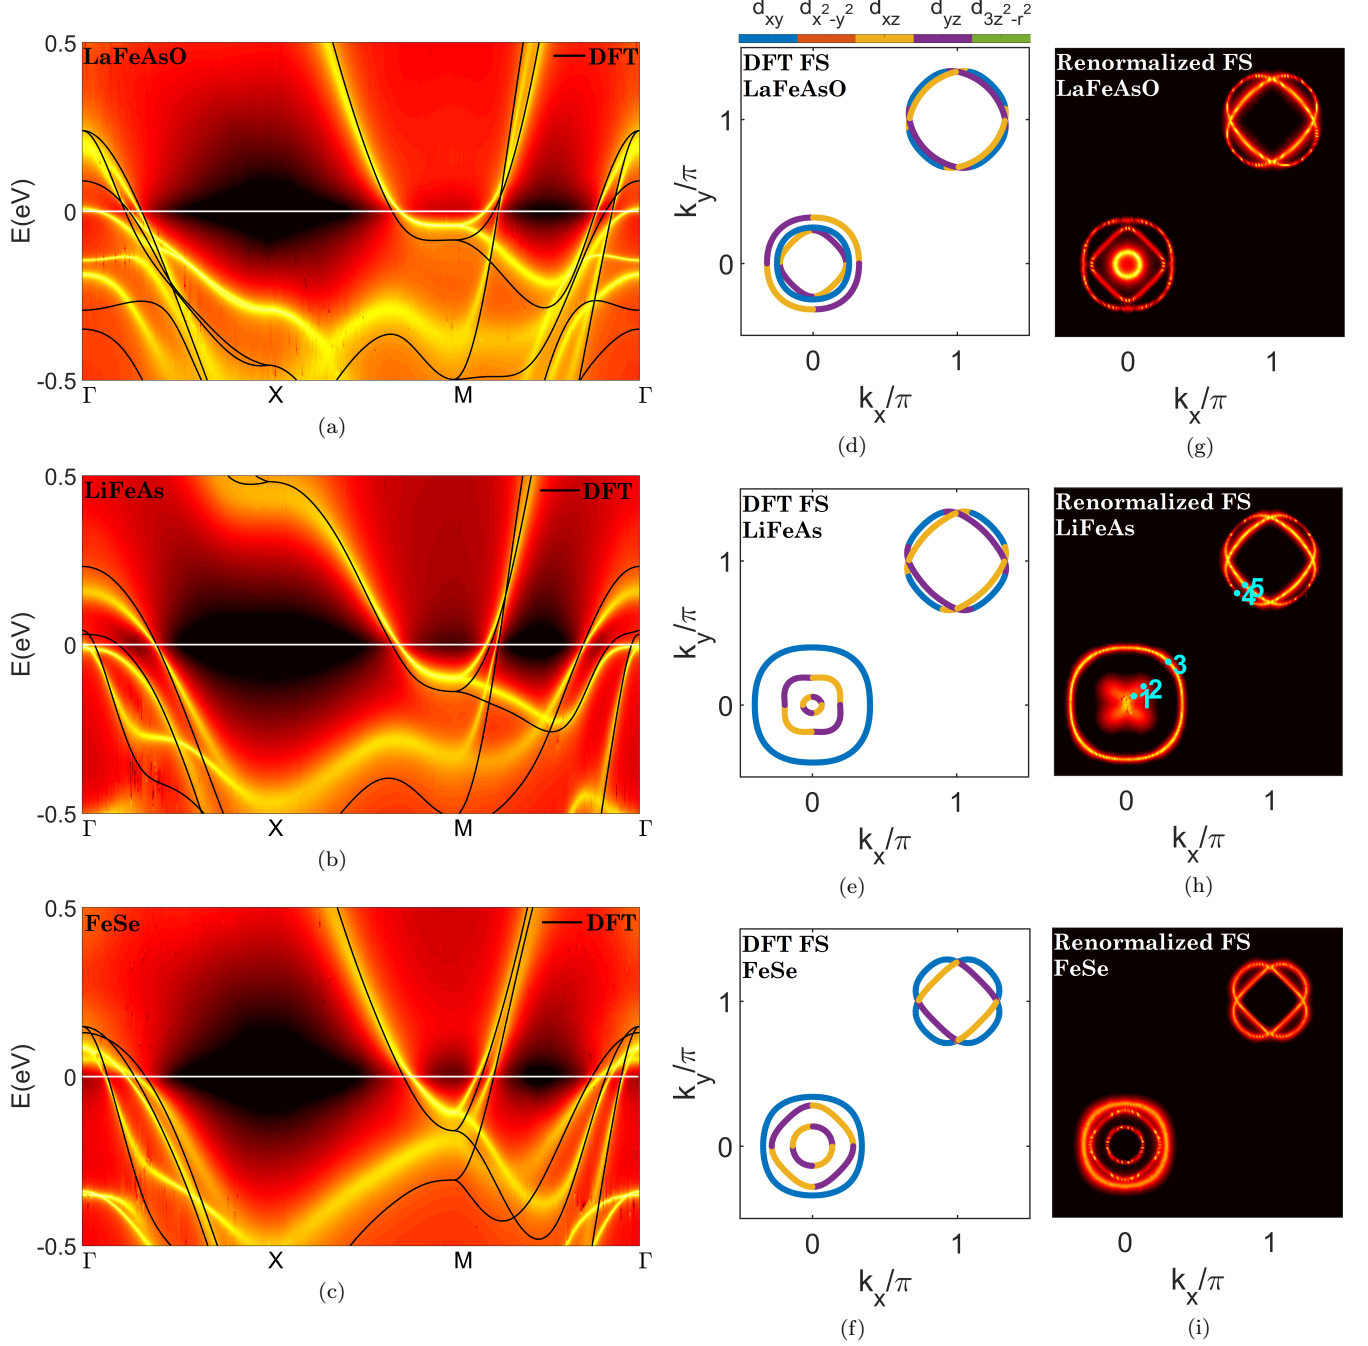 LaFeAsO
DFT
0.5
0
-0.5
E(eV)
Γ X M Γ
(a)
LiFeAs
DFT
0.5
0
-0.5
E(eV)
Γ X M Γ
(b)
FeSe
DFT
0.5
0
-0.5
E(eV)
Γ X M Γ
(c)
d_xy d_x²-y² d_xz d_yz d_3z²-r²
DFT FS
LaFeAsO
1
0
k_y/π
0 1
k_x/π
(d)
DFT FS
LiFeAs
1
0
k_y/π
0 1
k_x/π
(e)
DFT FS
FeSe
1
0
k_y/π
0 1
k_x/π
(f)
Renormalized FS
LaFeAsO
0 1
k_x/π
(g)
Renormalized FS
LiFeAs
5
4
3
2
1
0 1
k_x/π
(h)
Renormalized FS
FeSe
0 1
k_x/π
(i)